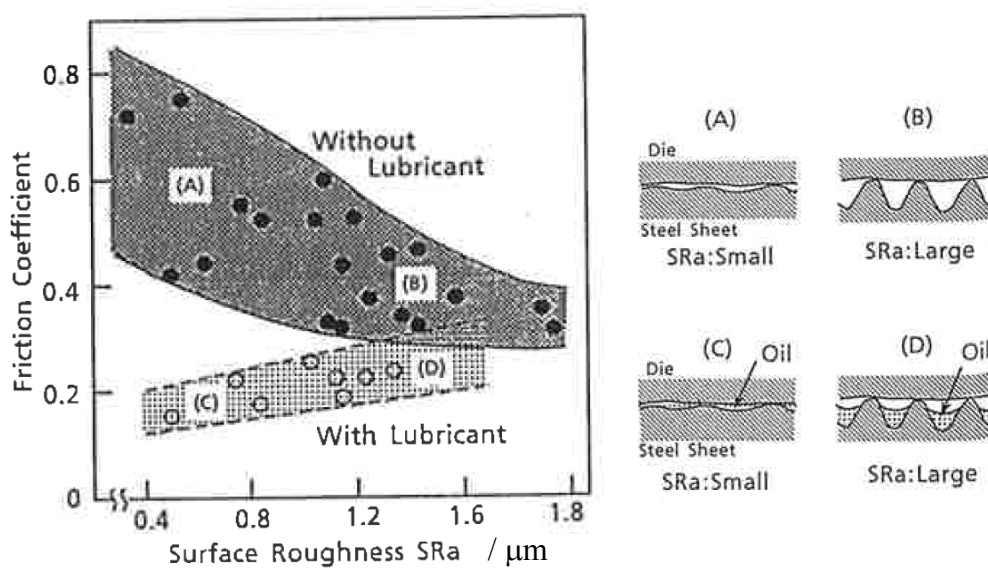 0.8
0.6
0.4
0.2
0
Friction Coefficient
Without
Lubricant
(A)
(B)
(C)
(D)
With Lubricant
0.4
0.8
1.2
1.6
1.8
Surface Roughness SRa / μm
(A)
Die
Steel Sheet
SRa:Small
(B)
SRa:Large
(C)
Oil
Die
Steel Sheet
SRa:Small
(D)
Oil
SRa:Large